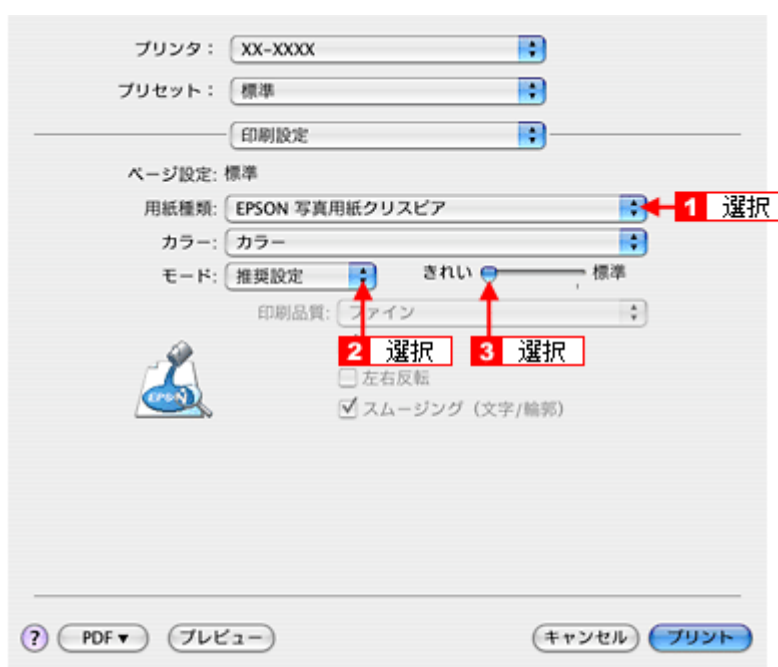 プリンタ： XX-XXXX
プリセット： 標準
印刷設定
ページ設定: 標準
用紙種類: EPSON 写真用紙クリスピア 1 選択
カラー: カラー
モード: 推奨設定 きれい 標準
印刷品質: ファイン
2 選択 3 選択
左右反転
EPSON
スムージング（文字/輪郭）
? PDF▼ プレビュー キャンセル プリント